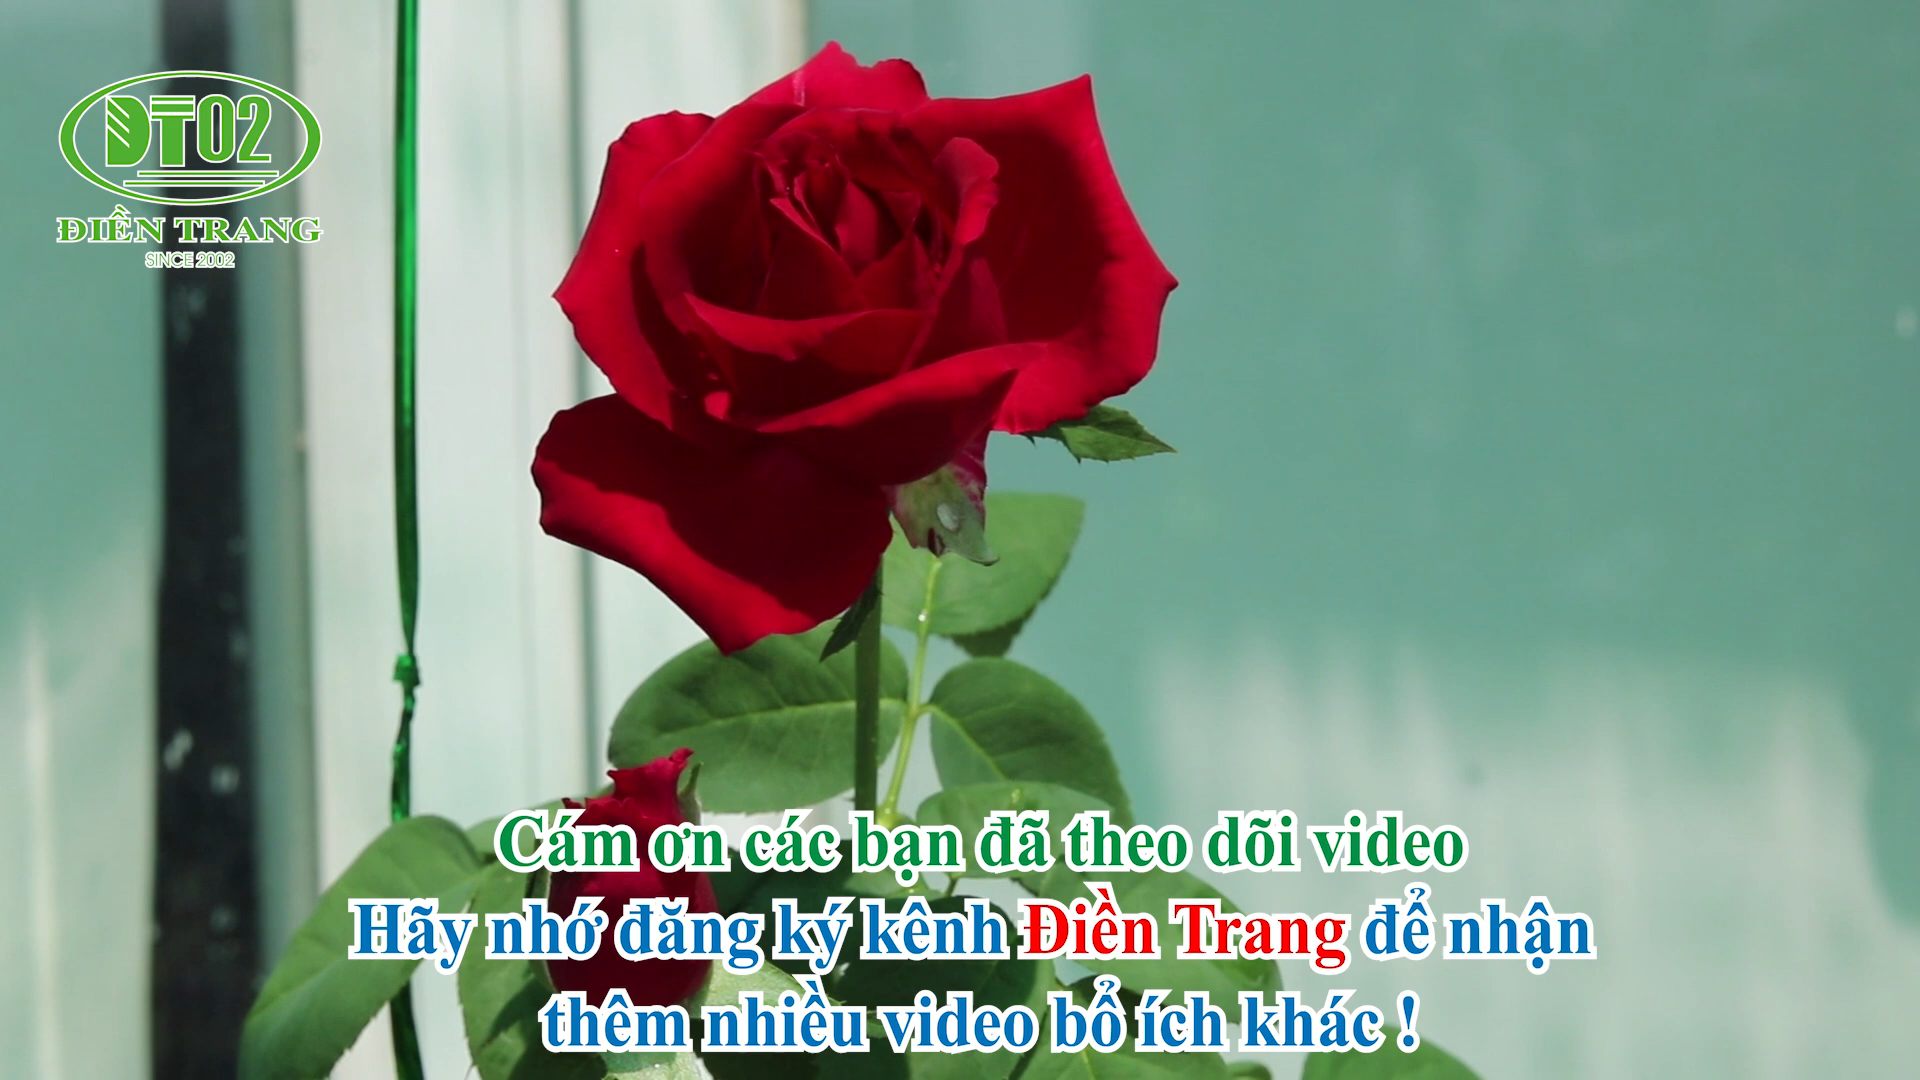 ĐT02
ĐIỀN TRANG
SINCE 2002
Cám ơn các bạn đã theo dõi video
Hãy nhớ đăng ký kênh Điền Trang để nhận
thêm nhiều video bổ ích khác !